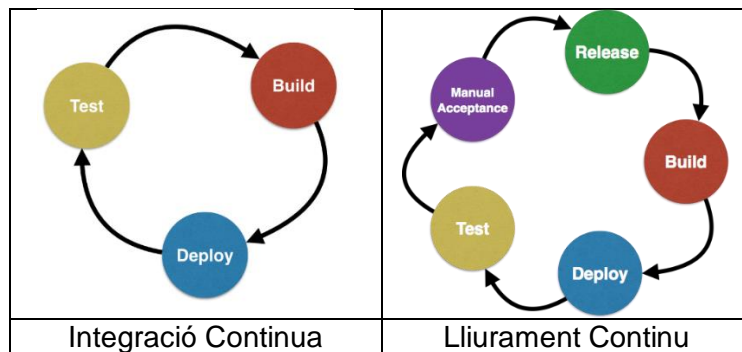 Test
Build
Deploy
Integració Continua
Manual
Acceptance
Release
Build
Test
Deploy
Lliurament Continu